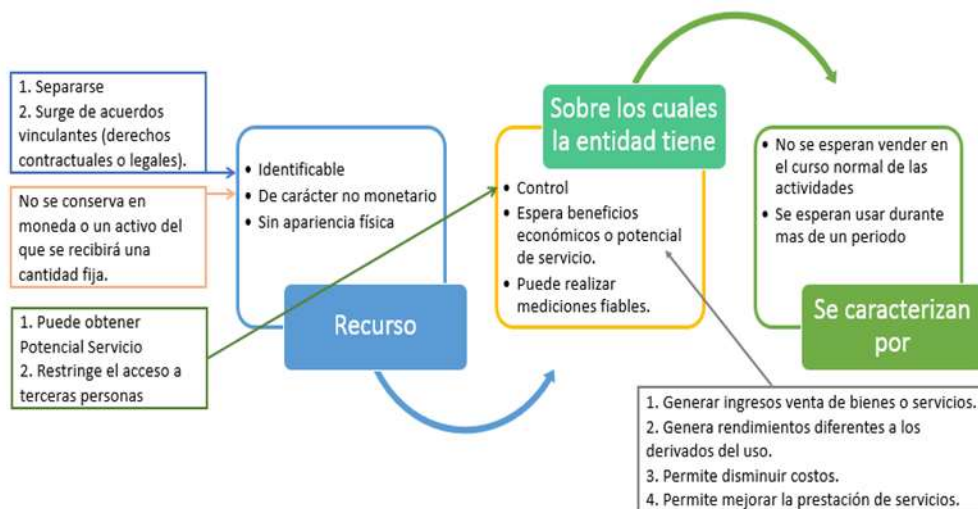 1. Separarse
2. Surge de acuerdos
vinculantes (derechos
contractuales o legales).
No se conserva en
moneda o un activo del
que se recibirá una
cantidad fija.
1. Puede obtener
Potencial Servicio
2. Restringe el acceso a
terceras personas
• Identificable
• De carácter no monetario
• Sin apariencia física
Recurso
Sobre los cuales
la entidad tiene
• Control
• Espera beneficios
económicos o potencial
de servicio.
• Puede realizar
mediciones fiables.
• No se esperan vender en
el curso normal de las
actividades
• Se esperan usar durante
mas de un periodo
Se caracterizan
por
1. Generar ingresos venta de bienes o servicios.
2. Genera rendimientos diferentes a los
derivados del uso.
3. Permite disminuir costos.
4. Permite mejorar la prestación de servicios.